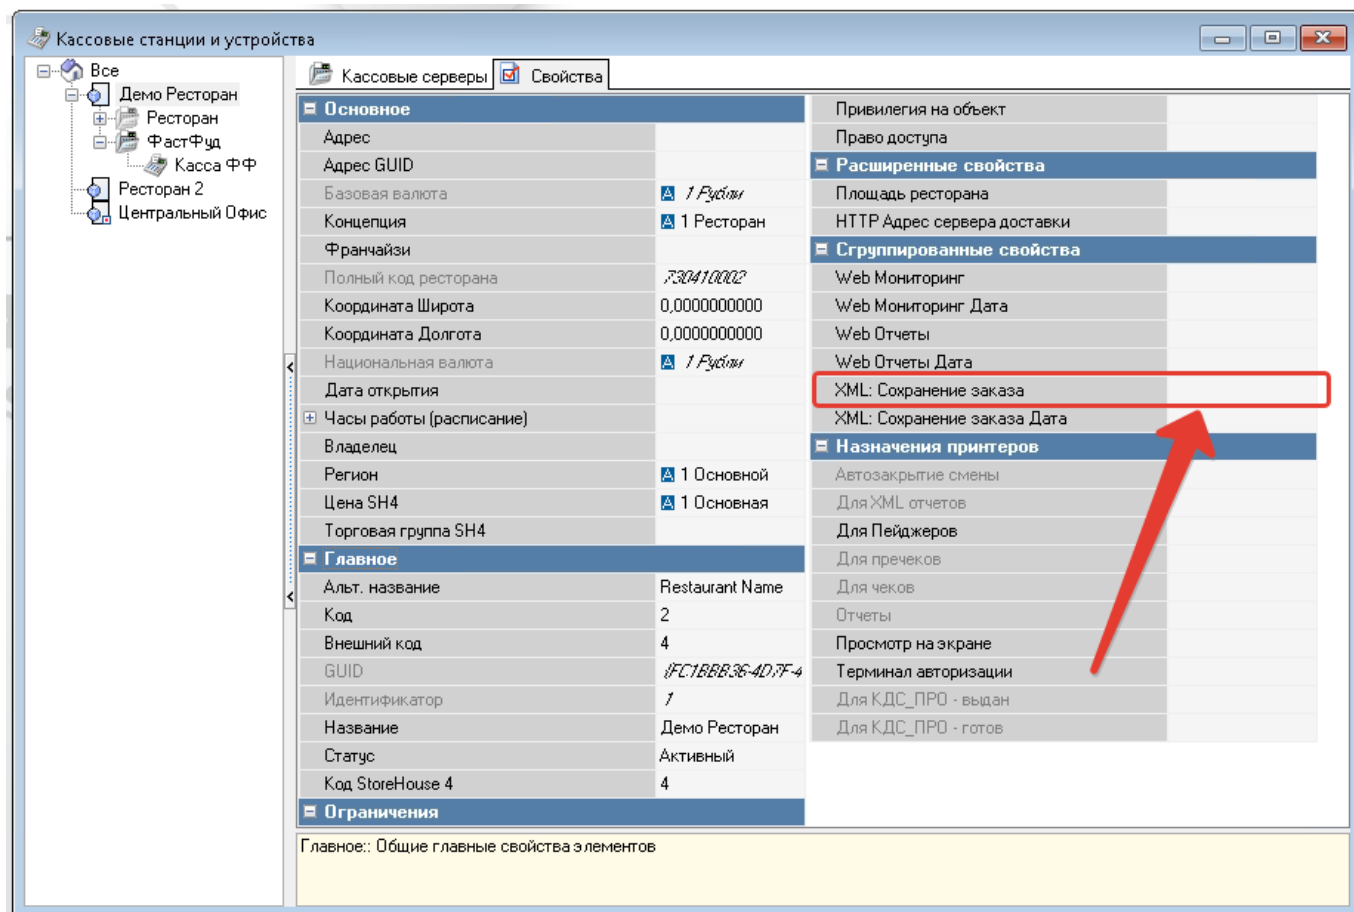 Кассовые станции и устройства
Все
Демо Ресторан
Ресторан
ФастФуд
Касса ФФ
Ресторан 2
Центральный Офис
Кассовые серверы
Свойства
Основное
Адрес
Адрес GUID
Базовая валюта 1 Рубли
Концепция 1 Ресторан
Франчайзи
Полный код ресторана 730410002
Координата Широта 0,0000000000
Координата Долгота 0,0000000000
Национальная валюта 1 Рубли
Дата открытия
Часы работы (расписание)
Владелец
Регион 1 Основной
Цена SH4 1 Основная
Торговая группа SH4
Главное
Альт. название Restaurant Name
Код 2
Внешний код 4
GUID
Идентификатор 1
Название Демо Ресторан
Статус Активный
Код StoreHouse 4 4
Ограничения
Привилегия на объект
Право доступа
Расширенные свойства
Площадь ресторана
HTTP Адрес сервера доставки
Сгруппированные свойства
Web Мониторинг
Web Мониторинг Дата
Web Отчеты
Web Отчеты Дата
XML: Сохранение заказа
XML: Сохранение заказа Дата
Назначения принтеров
Автозакрытие смены
Для XML отчетов
Для Пейджеров
Для пречеков
Для чеков
Отчеты
Просмотр на экране
Терминал авторизации
Для КДС_ПРО - выдан
Для КДС_ПРО - готов
Главное:: Общие главные свойства элементов